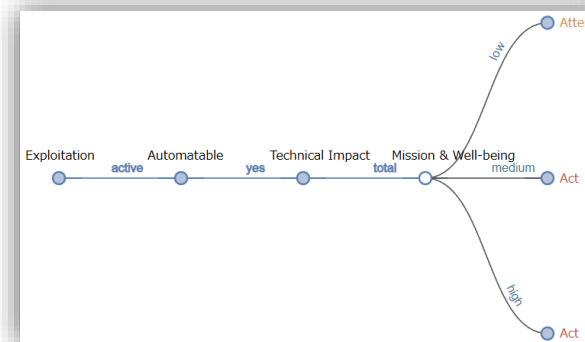 Atte
low
Exploitation
Automatable
Technical Impact
Mission & Well-being
active
yes
total
medium
Act
high
Act